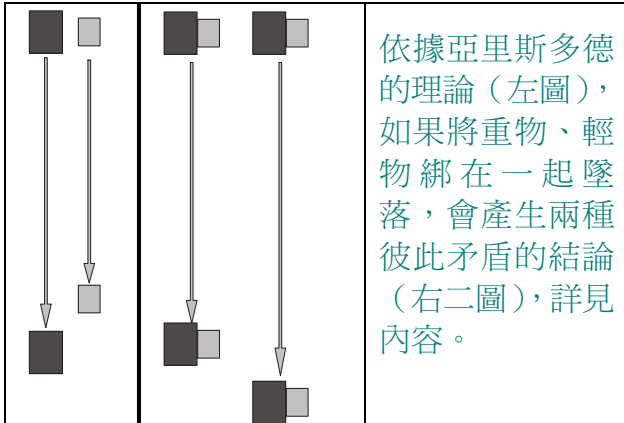 依據亞里斯多德
的理論（左圖），
如果將重物、輕
物綁在一起墜
落，會產生兩種
彼此矛盾的結論
（右二圖），詳見
內容。